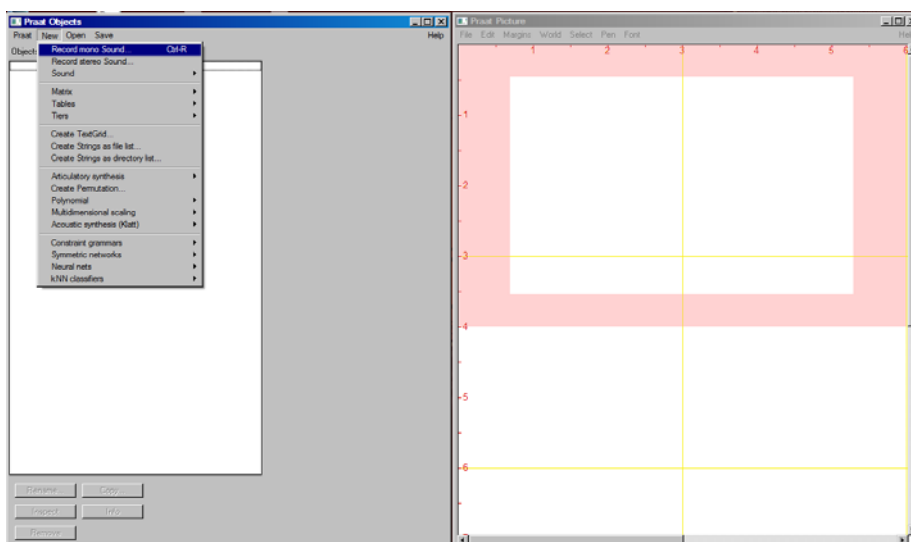 Praat Objects
Praat New Open Save Help
Objects
Record mono Sound... Ctrl-R
Record stereo Sound...
Sound
Matrix
Tables
Tiers
Create TextGrid...
Create Strings as file list...
Create Strings as directory list...
Articulatory synthesis
Create Permutation...
Polynomial
Multidimensional scaling
Acoustic synthesis (Klatt)
Constraint grammars
Symmetric networks
Neural nets
kNN classifiers
Rename... Copy...
Inspect Info
Remove
Praat Picture
File Edit Margins World Select Pen Font
1 2 3 4 5 6
1
2
3
4
5
6